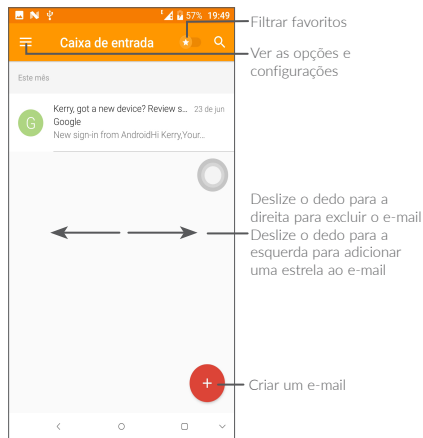 57% 19:49
Caixa de entrada
Filtrar favoritos
Ver as opções e
configurações
Este mês
Kerry, got a new device? Review s... 23 de jun
Google
New sign-in from AndroidHi Kerry,Your...
G
Deslize o dedo para a
direita para excluir o e-mail
Deslize o dedo para a
esquerda para adicionar
uma estrela ao e-mail
Criar um e-mail